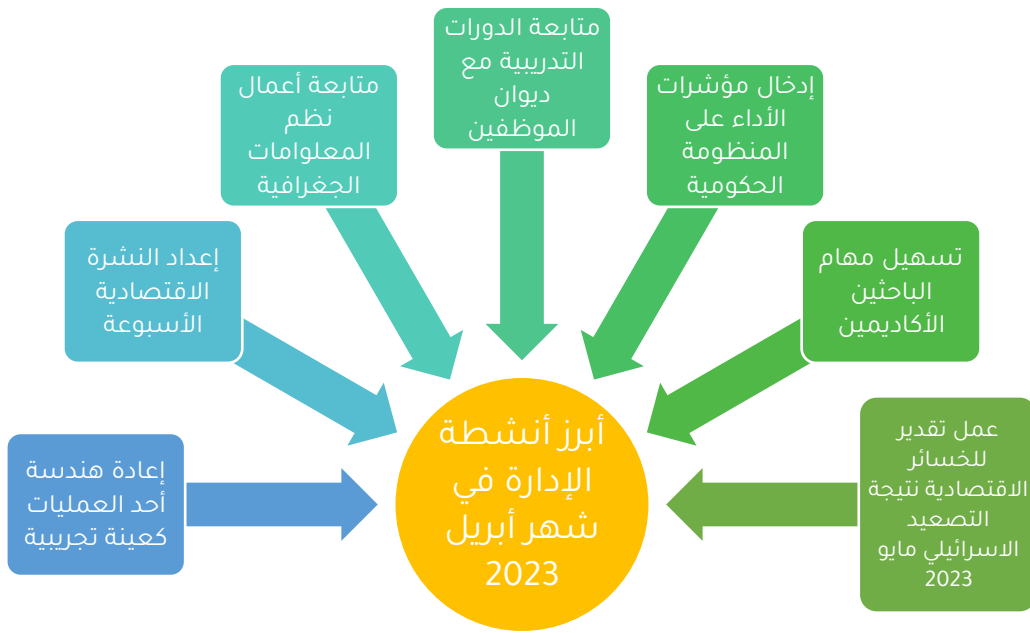 متابعة الدورات
التدريبية مع
ديوان
الموظفين
إدخال مؤشرات
الأداء على
المنظومة
الحكومية
متابعة أعمال
نظم
المعلوامات
الجغرافية
تسهيل مهام
الباحثين
الأكاديمين
إعداد النشرة
الاقتصادية
الأسبوعة
عمل تقدير
للخسائر
الاقتصادية نتيجة
التصعيد
الاسرائيلي مايو
2023
أبرز أنشطة
الإدارة في
شهر أبريل
2023
إعادة هندسة
أحد العمليات
كعينة تجريبية